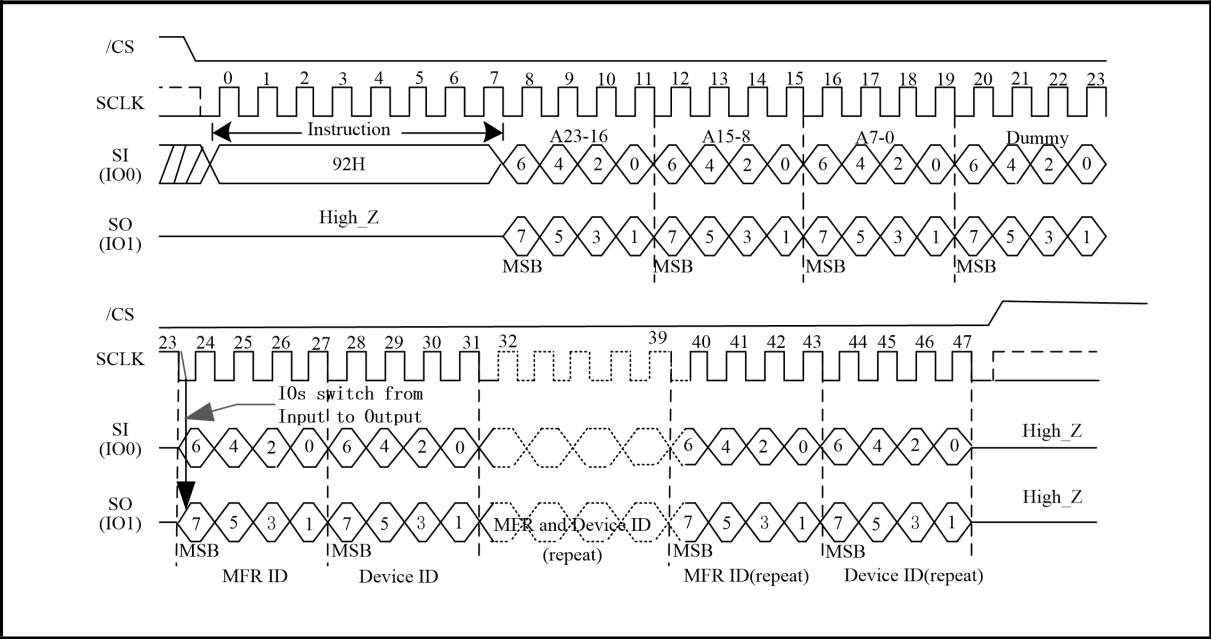 /CS
0 1 2 3 4 5 6 7 8 9 10 11 12 13 14 15 16 17 18 19 20 21 22 23
SCLK
Instruction A23-16 A15-8 A7-0 Dummy
SI
(IO0)
92H 6 4 2 0 6 4 2 0 6 4 2 0 6 4 2 0
High_Z
SO
(IO1)
7 5 3 1 7 5 3 1 7 5 3 1 7 5 3 1
MSB MSB MSB MSB
/CS
23 24 25 26 27 28 29 30 31 32 39 40 41 42 43 44 45 46 47
SCLK
IOs switch from
Input to Output
SI
(IO0)
6 4 2 0 6 4 2 0 6 4 2 0 6 4 2 0 High_Z
SO
(IO1)
7 5 3 1 7 5 3 1 MFR and Device ID 7 5 3 1 7 5 3 1 High_Z
MSB MSB (repeat) MSB MSB
MFR ID Device ID MFR ID(repeat) Device ID(repeat)